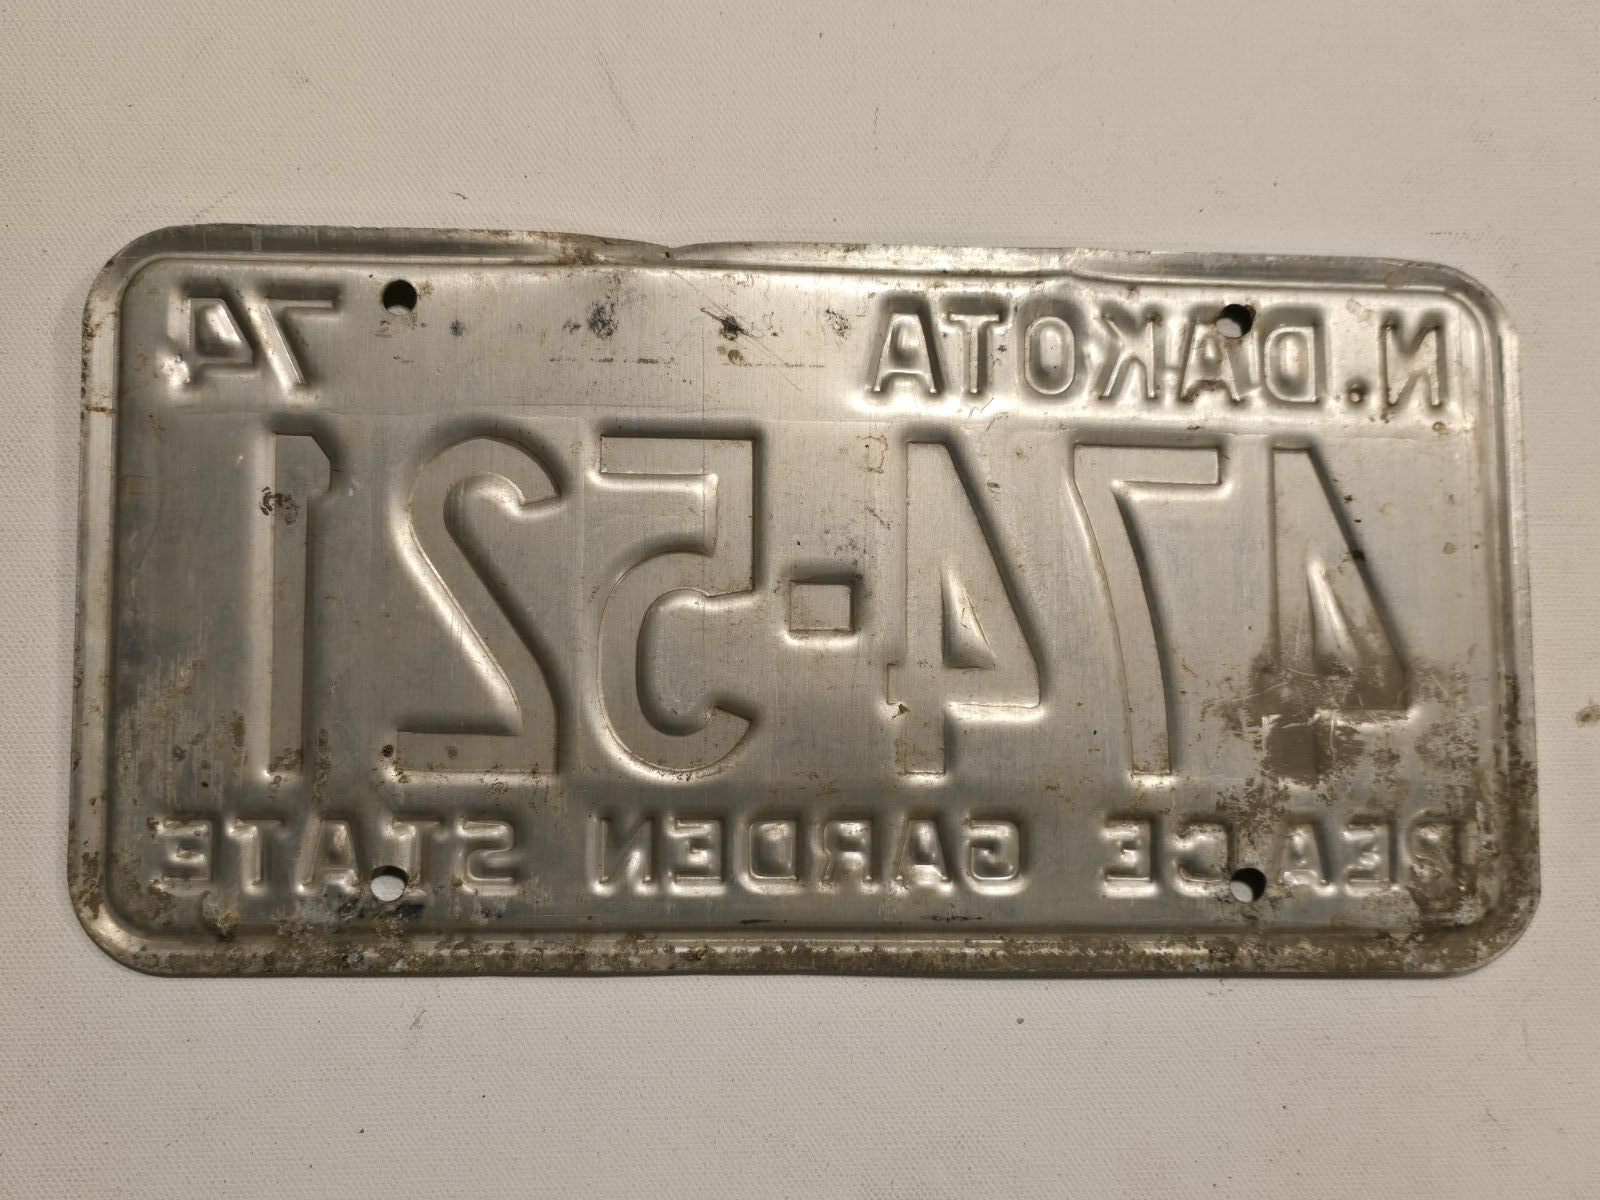 N.DAKOTA 74
474-521
PEACE GARDEN STATE